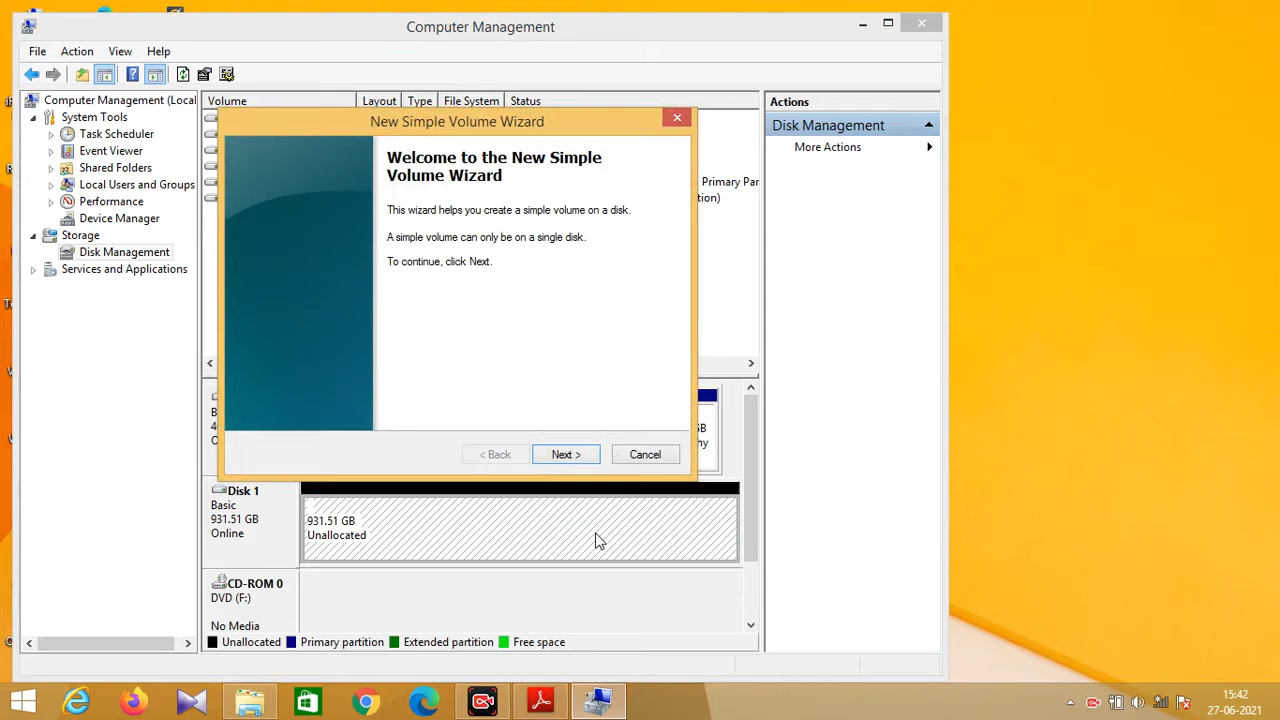 Computer Management
File Action View Help
Computer Management (Local
System Tools
Task Scheduler
Event Viewer
Shared Folders
Local Users and Groups
Performance
Device Manager
Storage
Disk Management
Services and Applications
Volume Layout Type File System Status
Primary Par
tion)
New Simple Volume Wizard
Welcome to the New Simple
Volume Wizard
This wizard helps you create a simple volume on a disk.
A simple volume can only be on a single disk.
To continue, click Next.
< Back Next > Cancel
Disk 1
Basic
931.51 GB
Online
931.51 GB
Unallocated
CD-ROM 0
DVD (F:)
No Media
Unallocated Primary partition Extended partition Free space
Actions
Disk Management
More Actions
15:42
27-06-2021